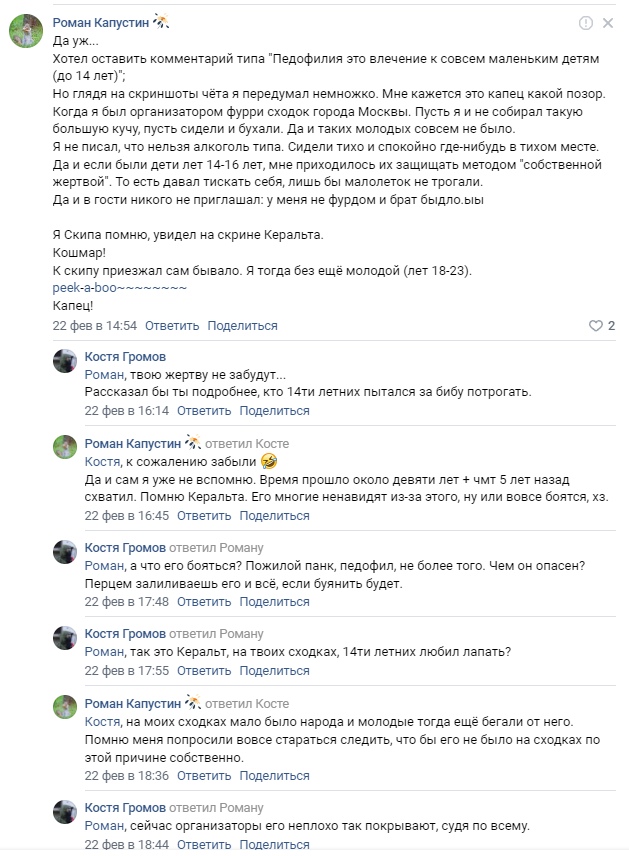 Роман Капустин
Да уж...
Хотел оставить комментарий типа "Педофилия это влечение к совсем маленьким детям
(до 14 лет)";
Но глядя на скриншоты чёта я передумал немножко. Мне кажется это капец какой позор.
Когда я был организатором фурри сходок города Москвы. Пусть я и не собирал такую
большую кучу, пусть сидели и бухали. Да и таких молодых совсем не было.
Я не писал, что нельзя алкоголь типа. Сидели тихо и спокойно где-нибудь в тихом месте.
Да и если были дети лет 14-16 лет, мне приходилось их защищать методом "собственной
жертвой". То есть давал тискать себя, лишь бы малолеток не трогали.
Да и в гости никого не приглашал: у меня не фурдом и брат быдло.ыы
Я Скипа помню, увидел на скрине Керальта.
Кошмар!
К скипу приезжал сам бывало. Я тогда без ещё молодой (лет 18-23).
peek-a-boo~~~~~~~~
Капец!
22 фев в 14:54 Ответить Поделиться 2
Костя Громов
Роман, твою жертву не забудут...
Рассказал бы ты подробнее, кто 14ти летних пытался за бибу потрогать.
22 фев в 16:14 Ответить Поделиться
Роман Капустин ответил Косте
Костя, к сожалению забыли 🤣
Да и сам я уже не вспомню. Время прошло около девяти лет + чмт 5 лет назад
схватил. Помню Керальта. Его многие ненавидят из-за этого, ну или вовсе боятся, хз.
22 фев в 16:45 Ответить Поделиться
Костя Громов ответил Роману
Роман, а что его бояться? Пожилой панк, педофил, не более того. Чем он опасен?
Перцем залиливаешь его и всё, если буянить будет.
22 фев в 17:48 Ответить Поделиться
Костя Громов ответил Роману
Роман, так это Керальт, на твоих сходках, 14ти летних любил лапать?
22 фев в 17:55 Ответить Поделиться
Роман Капустин ответил Косте
Костя, на моих сходках мало было народа и молодые тогда ещё бегали от него.
Помню меня попросили вовсе стараться следить, что бы его не было на сходках по
этой причине собственно.
22 фев в 18:36 Ответить Поделиться
Костя Громов ответил Роману
Роман, сейчас организаторы его неплохо так покрывают, судя по всему.
22 фев в 18:44 Ответить Поделиться